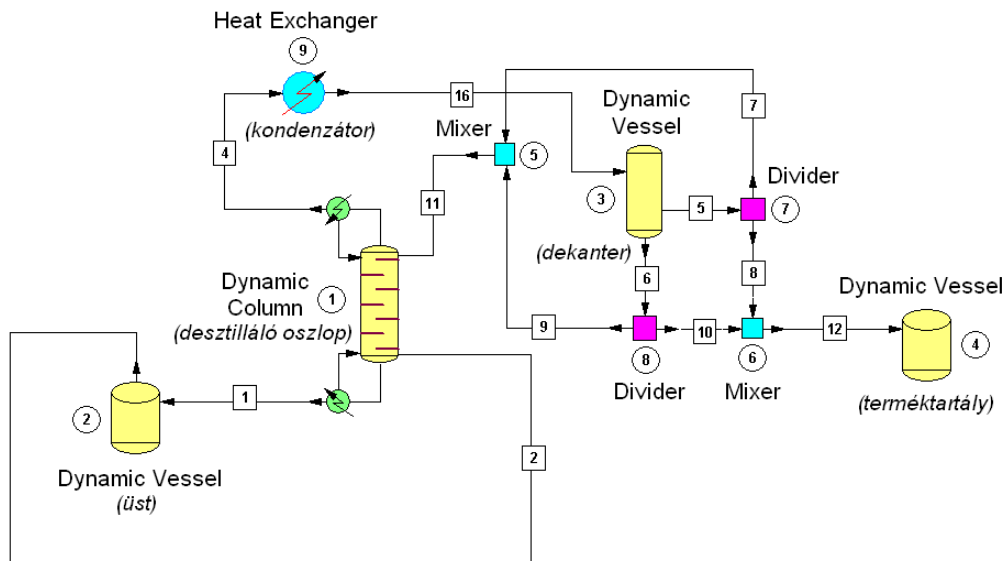 Heat Exchanger
9
(kondenzátor)
16
4
Mixer
5
11
7
Dynamic
Vessel
3
(dekanter)
5
Divider
7
6
8
Dynamic
Column
1
(desztilláló oszlop)
9
8
Divider
10
6
Mixer
12
Dynamic Vessel
4
(terméktartály)
1
2
Dynamic Vessel
(üst)
2